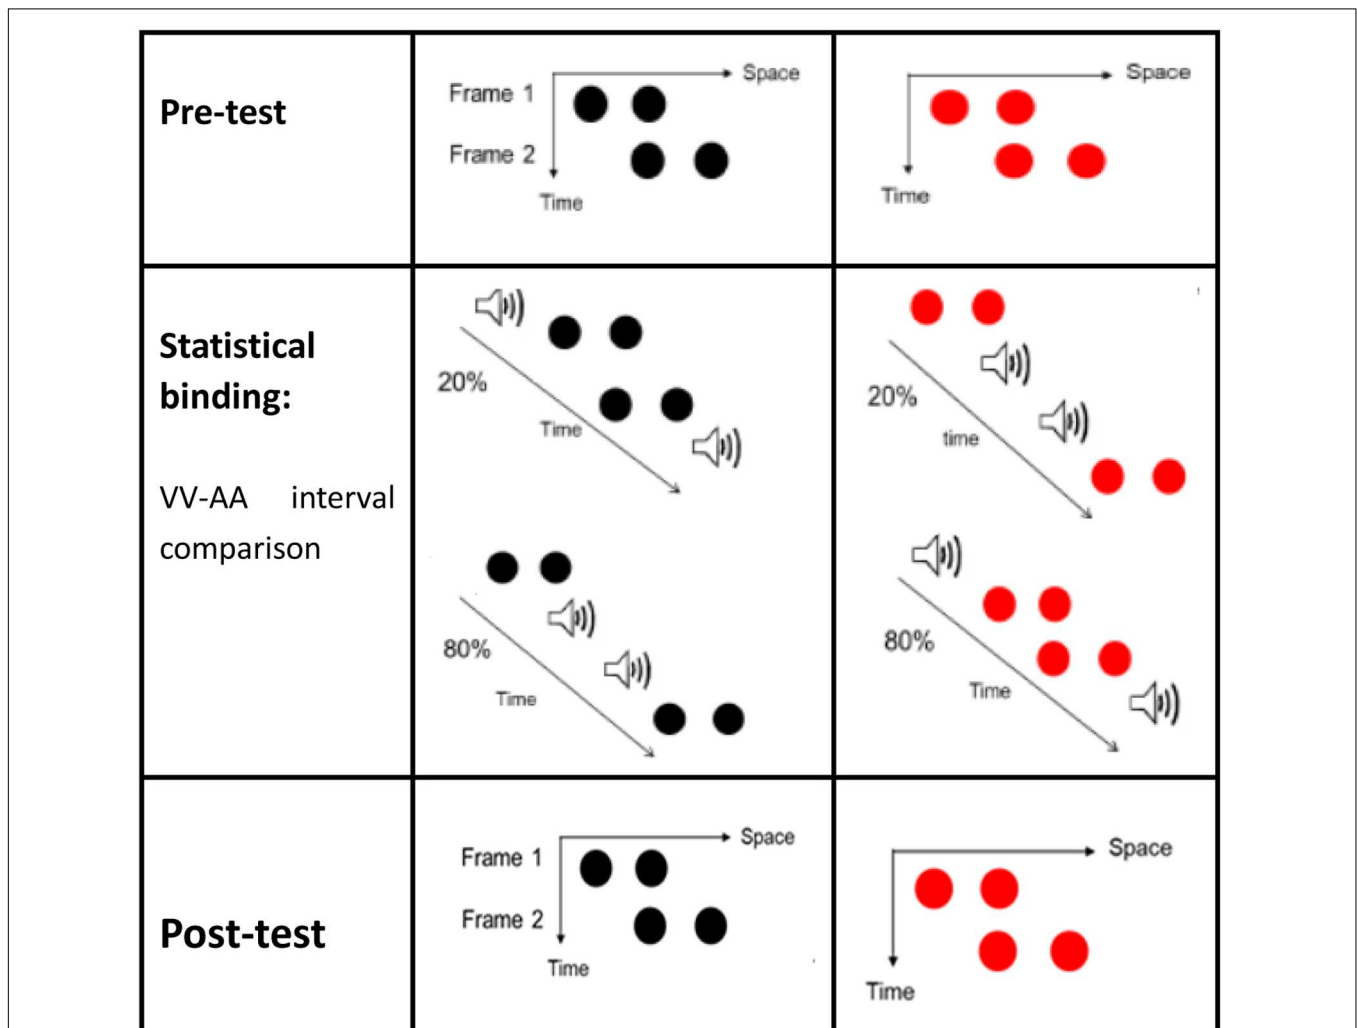 Pre-test
Space
Frame 1
Frame 2
Time
Space
Time
Statistical
binding:
VV-AA interval
comparison
20%
Time
80%
Time
20%
time
80%
Time
Post-test
Space
Frame 1
Frame 2
Time
Space
Time